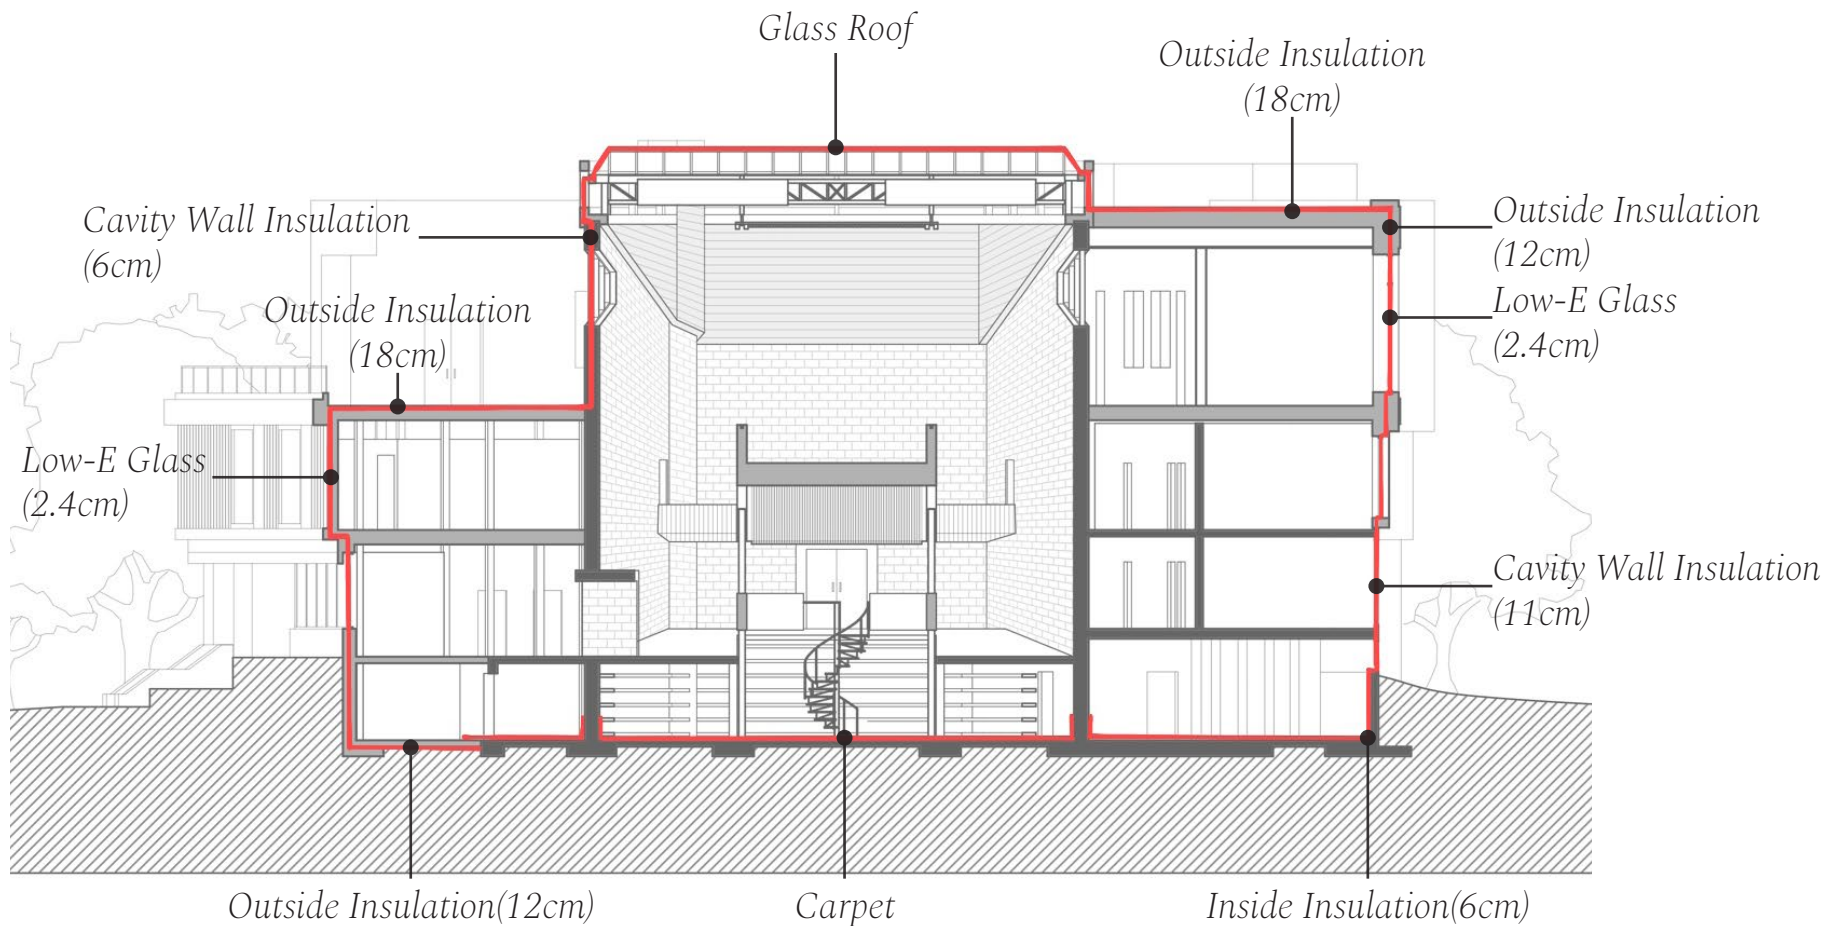 Glass Roof
Outside Insulation
(18cm)
Cavity Wall Insulation
(6cm)
Outside Insulation
(12cm)
Outside Insulation
(18cm)
Low-E Glass
(2.4cm)
Low-E Glass
(2.4cm)
Cavity Wall Insulation
(11cm)
Outside Insulation(12cm)
Carpet
Inside Insulation(6cm)